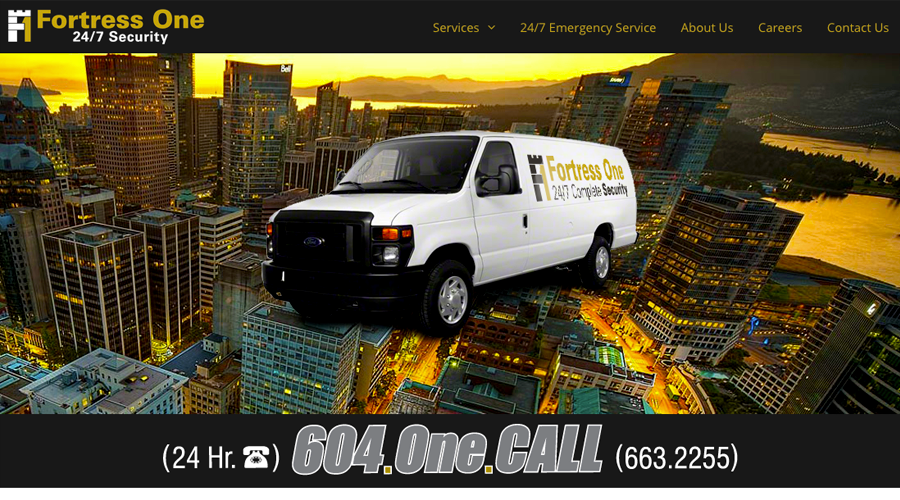 Fortress One
24/7 Security
Services
24/7 Emergency Service
About Us
Careers
Contact Us
Bell
Fortress One
24/7 Complete Security
Ford
(24 Hr. ☎) 604.One.CALL (663.2255)